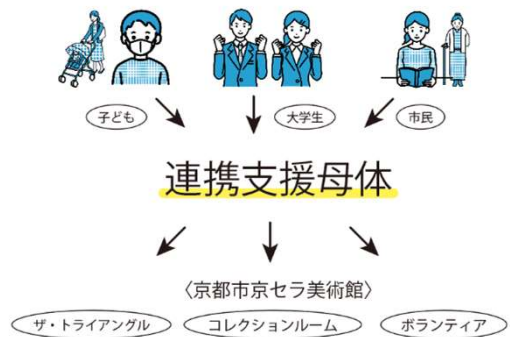 子ども
大学生
市民
連携支援母体
〈京都市京セラ美術館〉
ザ・トライアングル
コレクションルーム
ボランティア